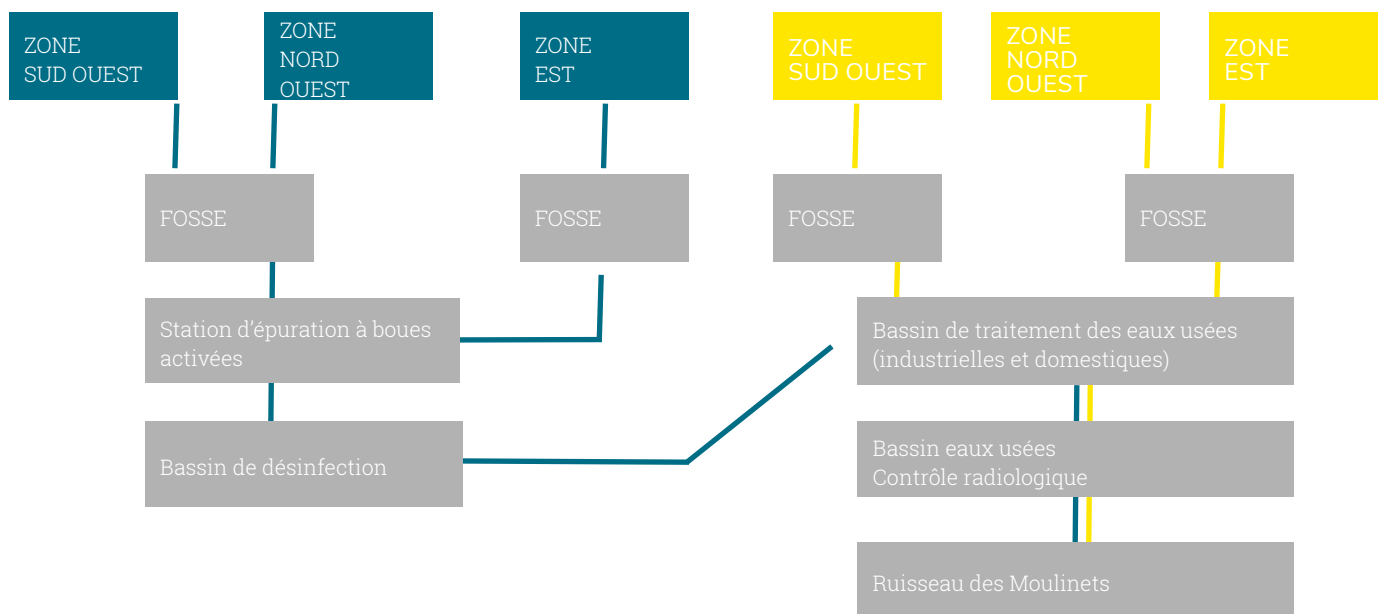 ZONE
SUD OUEST
ZONE
NORD
OUEST
ZONE
EST
ZONE
SUD OUEST
ZONE
NORD
OUEST
ZONE
EST
FOSSE
FOSSE
FOSSE
FOSSE
Station d'épuration à boues
activées
Bassin de traitement des eaux usées
(industrielles et domestiques)
Bassin de désinfection
Bassin eaux usées
Contrôle radiologique
Ruisseau des Moulinets